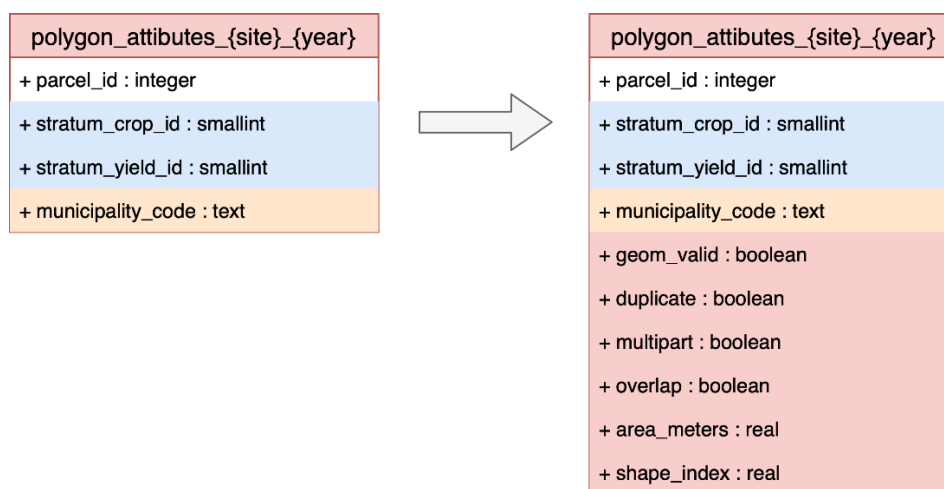 polygon_attibutes_{site}_{year}
+ parcel_id : integer
+ stratum_crop_id : smallint
+ stratum_yield_id : smallint
+ municipality_code : text
polygon_attibutes_{site}_{year}
+ parcel_id : integer
+ stratum_crop_id : smallint
+ stratum_yield_id : smallint
+ municipality_code : text
+ geom_valid : boolean
+ duplicate : boolean
+ multipart : boolean
+ overlap : boolean
+ area_meters : real
+ shape_index : real